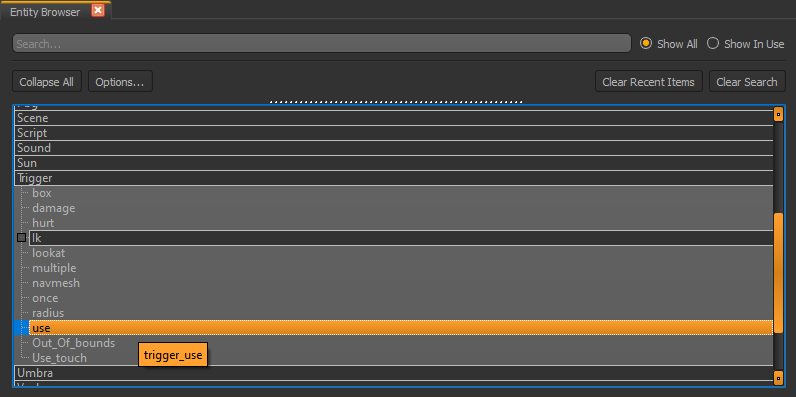 Entity Browser
Search...
Show All
Show In Use
Collapse All
Options...
Clear Recent Items
Clear Search
Scene
Script
Sound
Sun
Trigger
box
damage
hurt
lk
lookat
multiple
navmesh
once
radius
use
Out_Of_bounds
trigger_use
Use_touch
Umbra